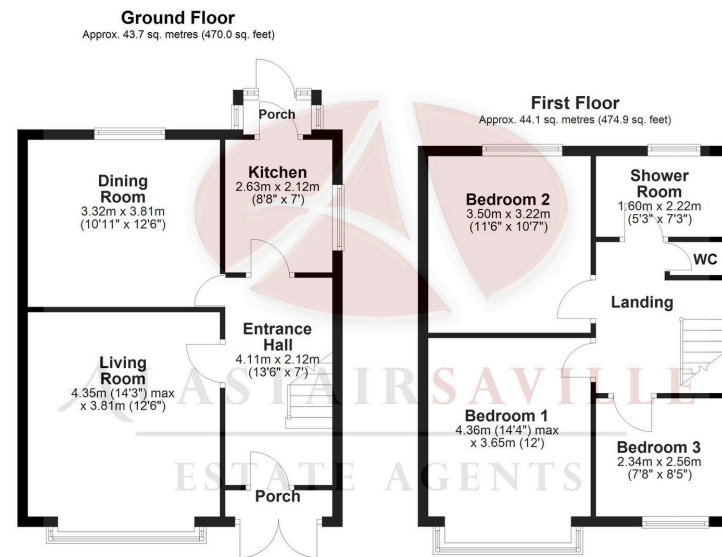 Ground Floor
Approx. 43.7 sq. metres (470.0 sq. feet)
Porch
Kitchen
2.63m x 2.12m
(8'8" x 7')
Dining
Room
3.32m x 3.81m
(10'11" x 12'6")
Entrance
Hall
4.11m x 2.12m
(13'6" x 7')
Living
Room
4.35m (14'3") max
x 3.81m (12'6")
Porch
First Floor
Approx. 44.1 sq. metres (474.9 sq. feet)
Bedroom 2
3.50m x 3.22m
(11'6" x 10'7")
Shower
Room
1.60m x 2.22m
(5'3" x 7'3")
WC
Landing
Bedroom 1
4.36m (14'4") max
x 3.65m (12')
Bedroom 3
2.34m x 2.56m
(7'8" x 8'5")
ASTAIRSAVILLE
ESTATE AGENTS